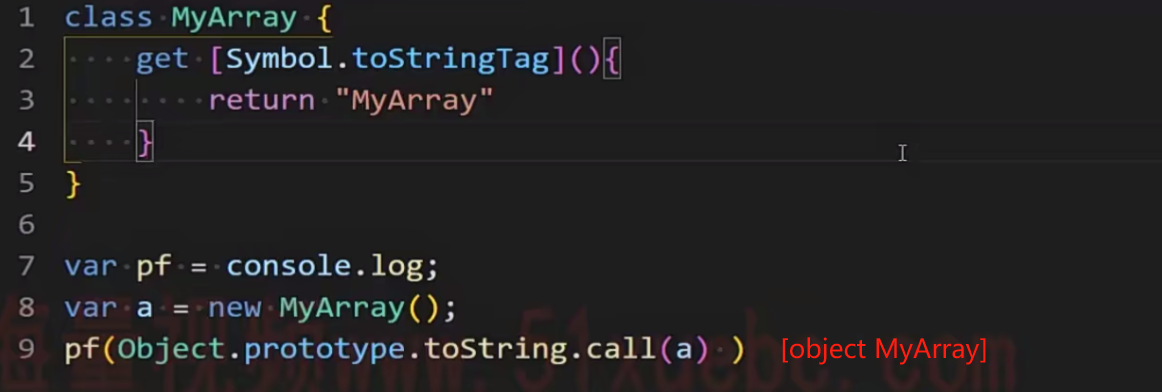 1 class MyArray {
2 get [Symbol.toStringTag](){
3 return "MyArray"
4 }
5 }
6
7 var pf = console.log;
8 var a = new MyArray();
9 pf(Object.prototype.toString.call(a) ) [object MyArray]